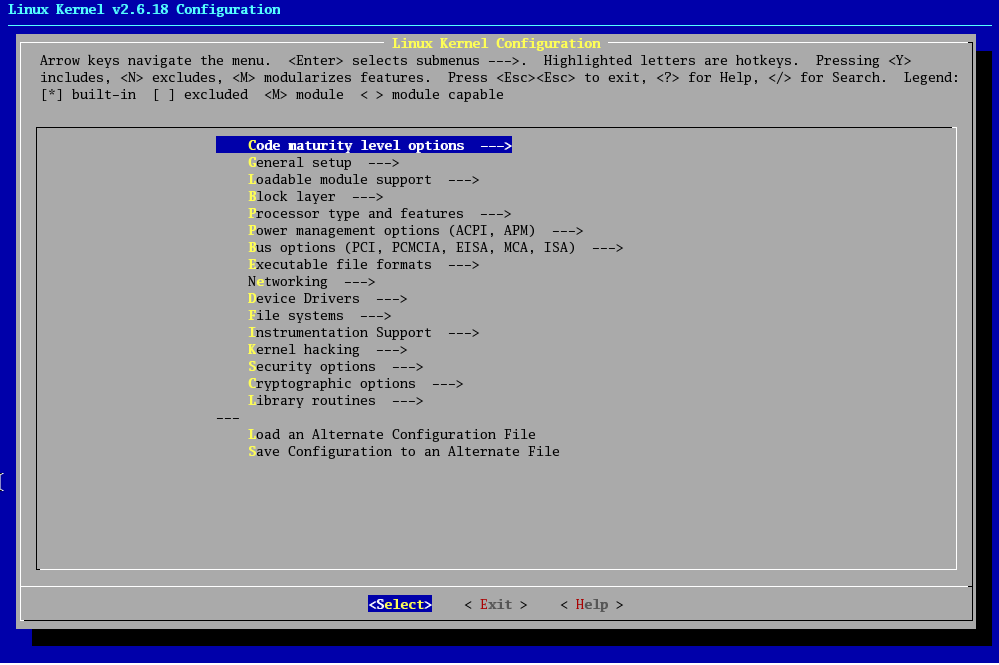 Linux Kernel v2.6.18 Configuration
Linux Kernel Configuration
Arrow keys navigate the menu.  <Enter> selects submenus --->.  Highlighted letters are hotkeys.  Pressing <Y>
includes, <N> excludes, <M> modularizes features.  Press <Esc><Esc> to exit, <?> for Help, </> for Search.  Legend:
[*] built-in  [ ] excluded  <M> module  < > module capable
Code maturity level options  --->
General setup  --->
Loadable module support  --->
Block layer  --->
Processor type and features  --->
Power management options (ACPI, APM)  --->
Bus options (PCI, PCMCIA, EISA, MCA, ISA)  --->
Executable file formats  --->
Networking  --->
Device Drivers  --->
File systems  --->
Instrumentation Support  --->
Kernel hacking  --->
Security options  --->
Cryptographic options  --->
Library routines  --->
---
Load an Alternate Configuration File
Save Configuration to an Alternate File
<Select>    < Exit >    < Help >